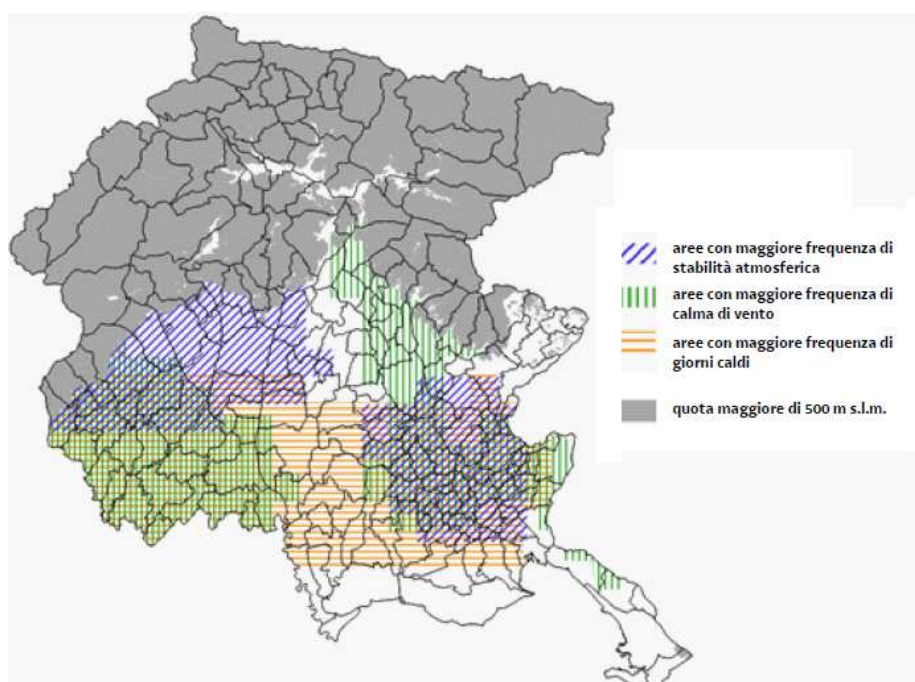 aree con maggiore frequenza di
stabilità atmosferica
aree con maggiore frequenza di
calma di vento
aree con maggiore frequenza di
giorni caldi
quota maggiore di 500 m s.l.m.